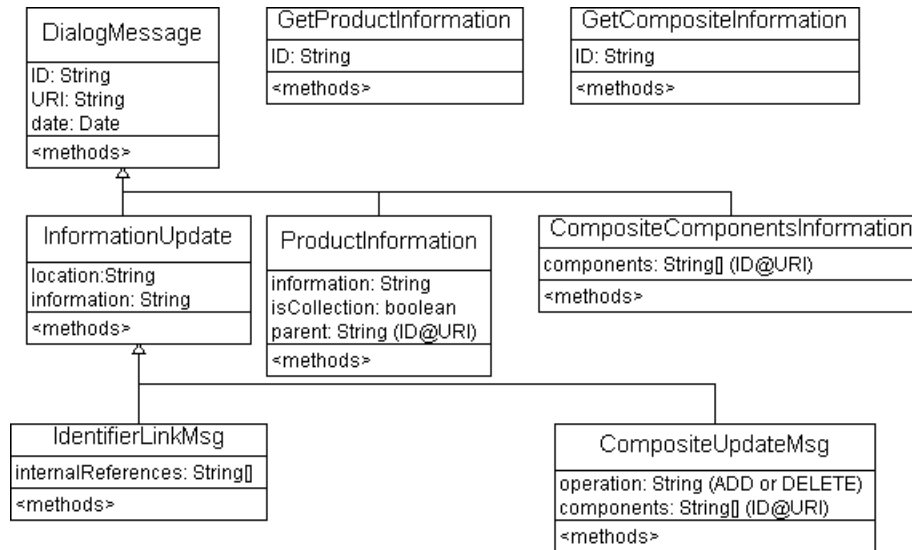 DialogMessage
ID: String
URI: String
date: Date
<methods>
GetProductInformation
ID: String
<methods>
GetCompositeInformation
ID: String
<methods>
InformationUpdate
location:String
information: String
<methods>
ProductInformation
information: String
isCollection: boolean
parent: String (ID@URI)
<methods>
CompositeComponentsInformation
components: String[] (ID@URI)
<methods>
IdentifierLinkMsg
internalReferences: String[]
<methods>
CompositeUpdateMsg
operation: String (ADD or DELETE)
components: String[] (ID@URI)
<methods>